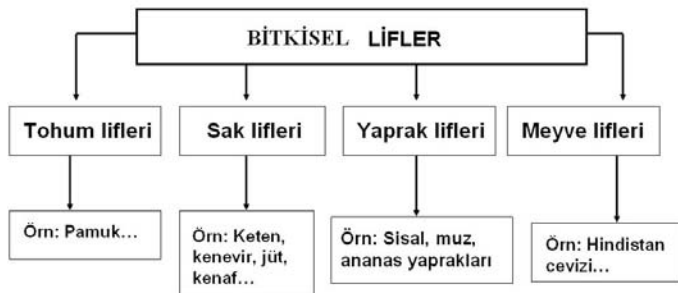 BİTKİSEL LİFLER
Tohum lifleri
Sak lifleri
Yaprak lifleri
Meyve lifleri
Örn: Pamuk…
Örn: Keten,
kenevir, jüt,
kenaf…
Örn: Sisal, muz,
ananas yaprakları
Örn: Hindistan
cevizi…